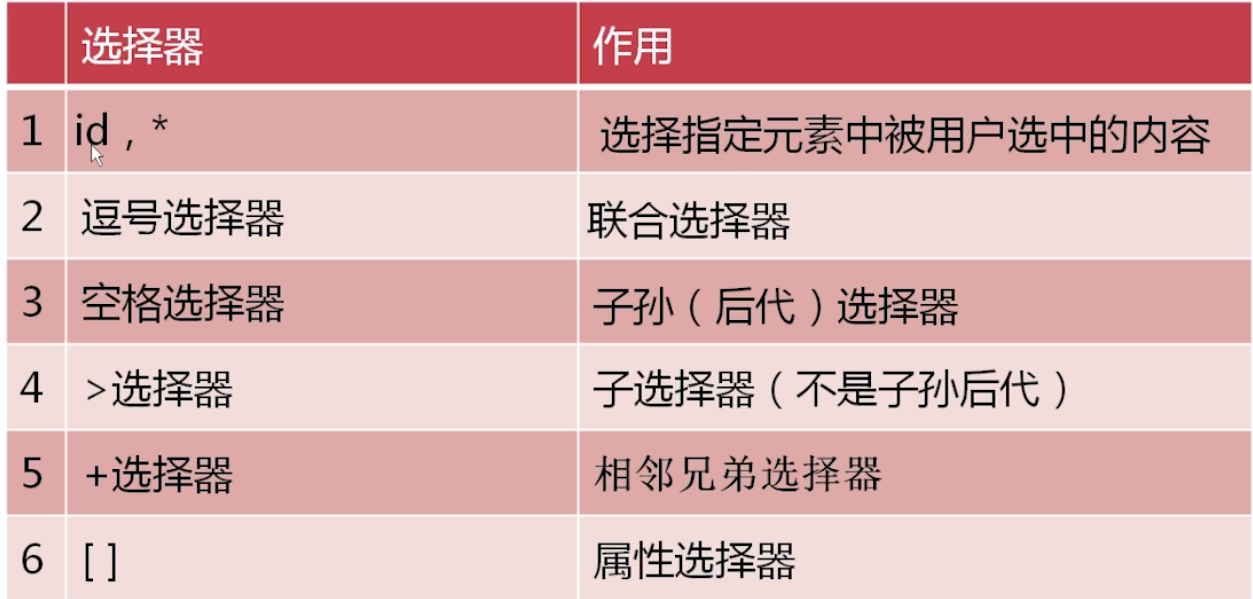 选择器 作用
1 id，* 选择指定元素中被用户选中的内容
2 逗号选择器 联合选择器
3 空格选择器 子孙（后代）选择器
4 >选择器 子选择器（不是子孙后代）
5 +选择器 相邻兄弟选择器
6 [ ] 属性选择器